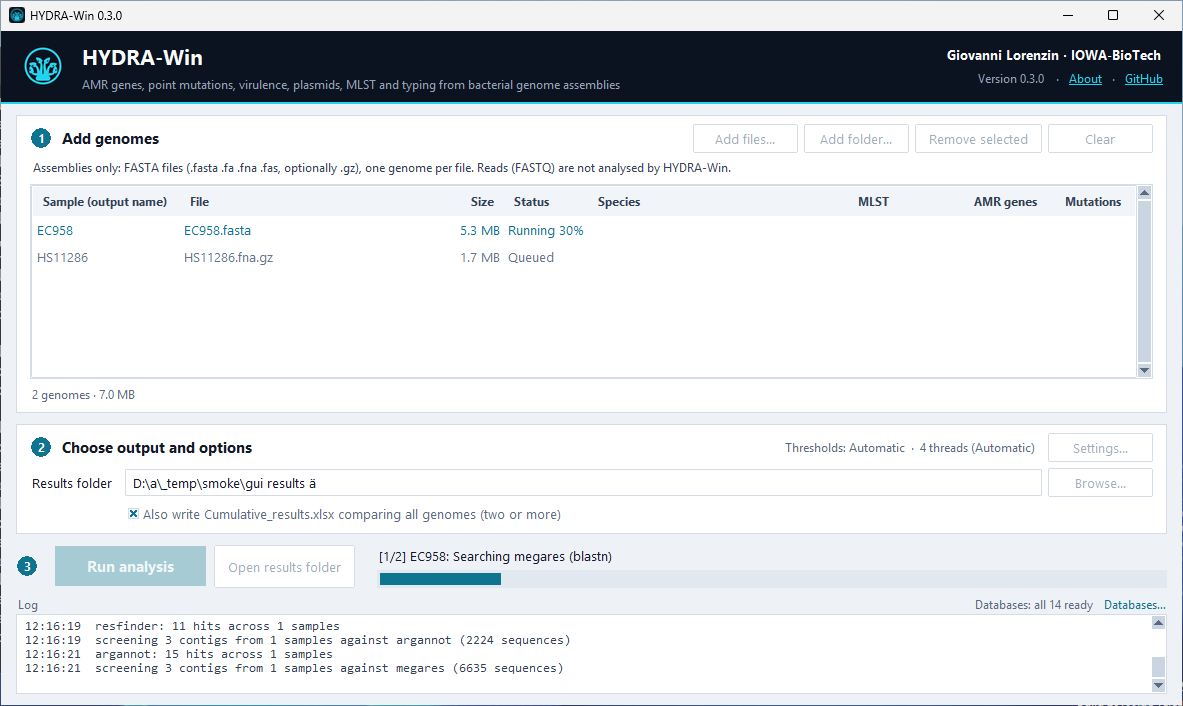 HYDRA-Win 0.3.0
HYDRA-Win
AMR genes, point mutations, virulence, plasmids, MLST and typing from bacterial genome assemblies
Giovanni Lorenzin · IOWA-BioTech
Version 0.3.0 · About · GitHub
1 Add genomes
Add files... Add folder... Remove selected Clear
Assemblies only: FASTA files (.fasta .fa .fna .fas, optionally .gz), one genome per file. Reads (FASTQ) are not analysed by HYDRA-Win.
Sample (output name) File Size Status Species MLST AMR genes Mutations
EC958 EC958.fasta 5.3 MB Running 30%
HS11286 HS11286.fna.gz 1.7 MB Queued
2 genomes · 7.0 MB
2 Choose output and options
Thresholds: Automatic · 4 threads (Automatic) Settings...
Results folder D:\a\_temp\smoke\gui results ä Browse...
Also write Cumulative_results.xlsx comparing all genomes (two or more)
3 Run analysis Open results folder
[1/2] EC958: Searching megares (blastn)
Log
Databases: all 14 ready Databases...
12:16:19 resfinder: 11 hits across 1 samples
12:16:19 screening 3 contigs from 1 samples against argannot (2224 sequences)
12:16:21 argannot: 15 hits across 1 samples
12:16:21 screening 3 contigs from 1 samples against megares (6635 sequences)